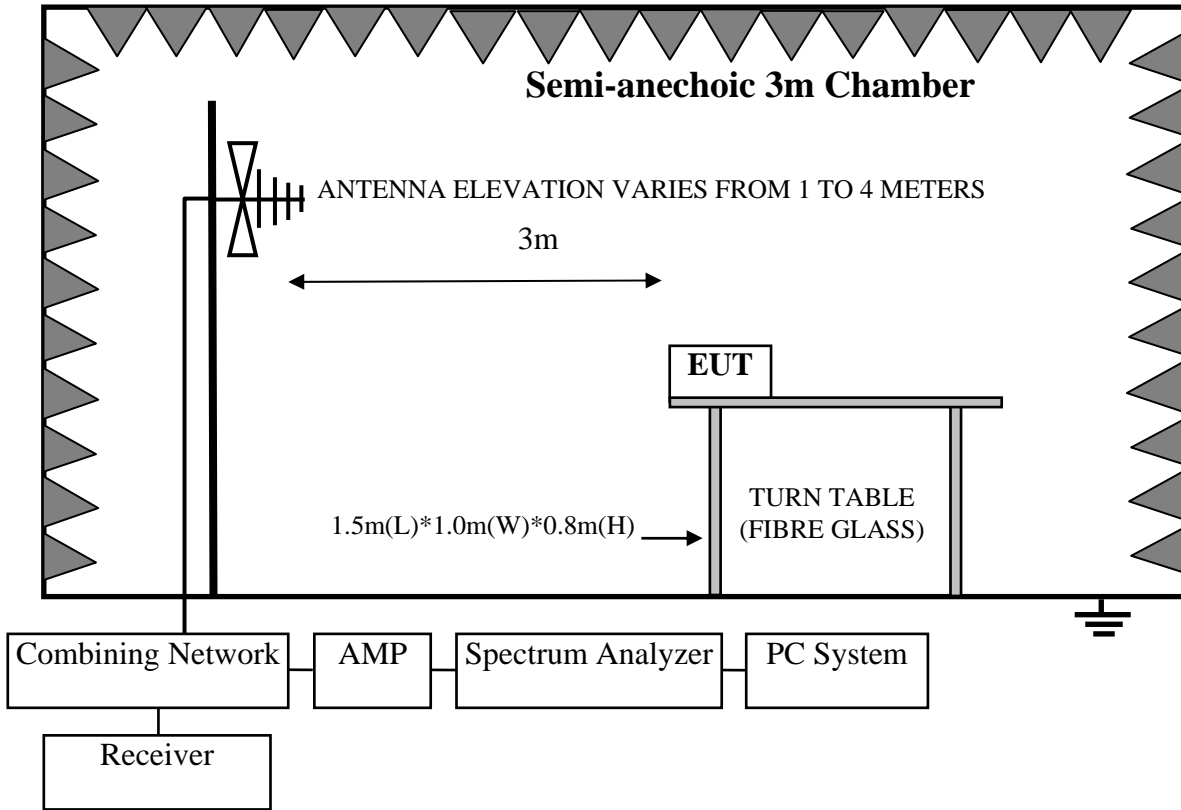 Semi-anechoic 3m Chamber
ANTENNA ELEVATION VARIES FROM 1 TO 4 METERS
3m
EUT
TURN TABLE
(FIBRE GLASS)
1.5m(L)*1.0m(W)*0.8m(H)
Combining Network
AMP
Spectrum Analyzer
PC System
Receiver